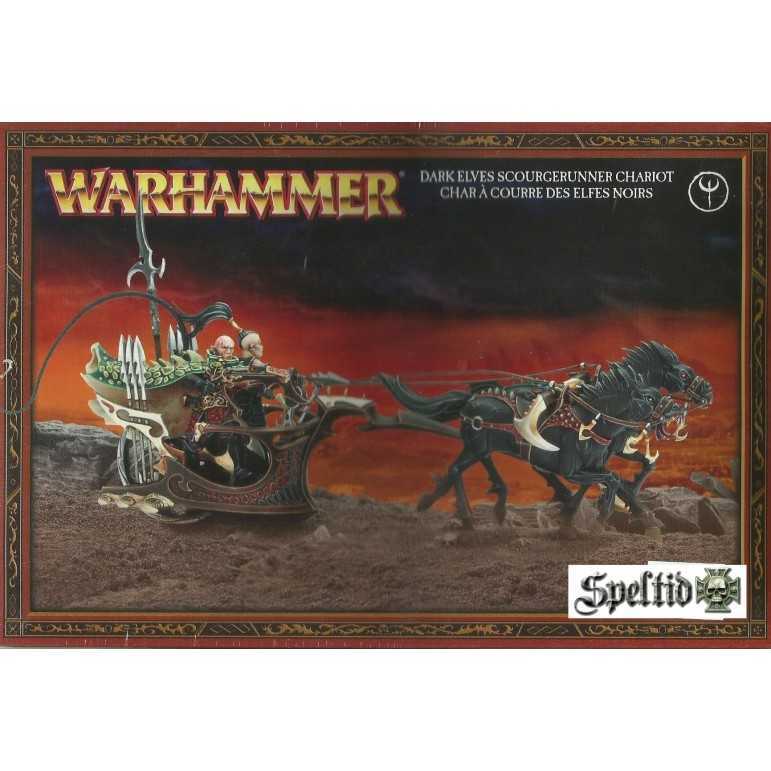 WARHAMMER®
DARK ELVES SCOURGERUNNER CHARIOT
CHAR À COURRE DES ELFES NOIRS
Speltid